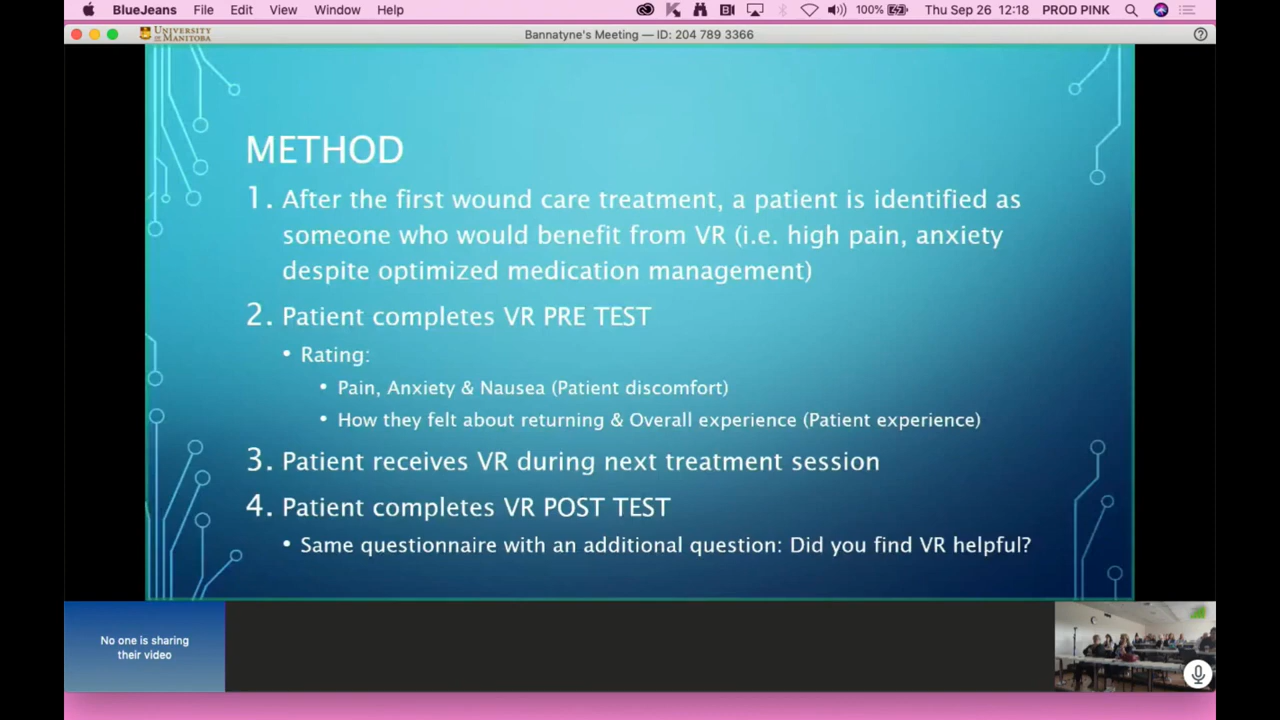 BlueJeans File Edit View Window Help 100% Thu Sep 26 12:18 PROD PINK
UNIVERSITY
OF MANITOBA
Bannatyne's Meeting — ID: 204 789 3366
METHOD
1. After the first wound care treatment, a patient is identified as
someone who would benefit from VR (i.e. high pain, anxiety
despite optimized medication management)
2. Patient completes VR PRE TEST
• Rating:
• Pain, Anxiety & Nausea (Patient discomfort)
• How they felt about returning & Overall experience (Patient experience)
3. Patient receives VR during next treatment session
4. Patient completes VR POST TEST
• Same questionnaire with an additional question: Did you find VR helpful?
No one is sharing
their video